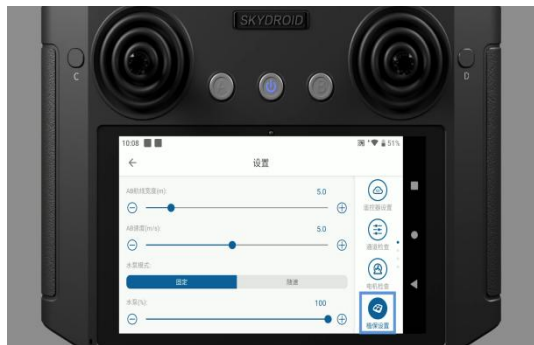 SKYDROID
C
A
B
D
10:08
51%
设置
AB航线宽度(m):
5.0
AB速度(m/s):
5.0
水泵模式:
固定
随速
水泵(%):
100
遥控器设置
通道检查
电机检查
植保设置